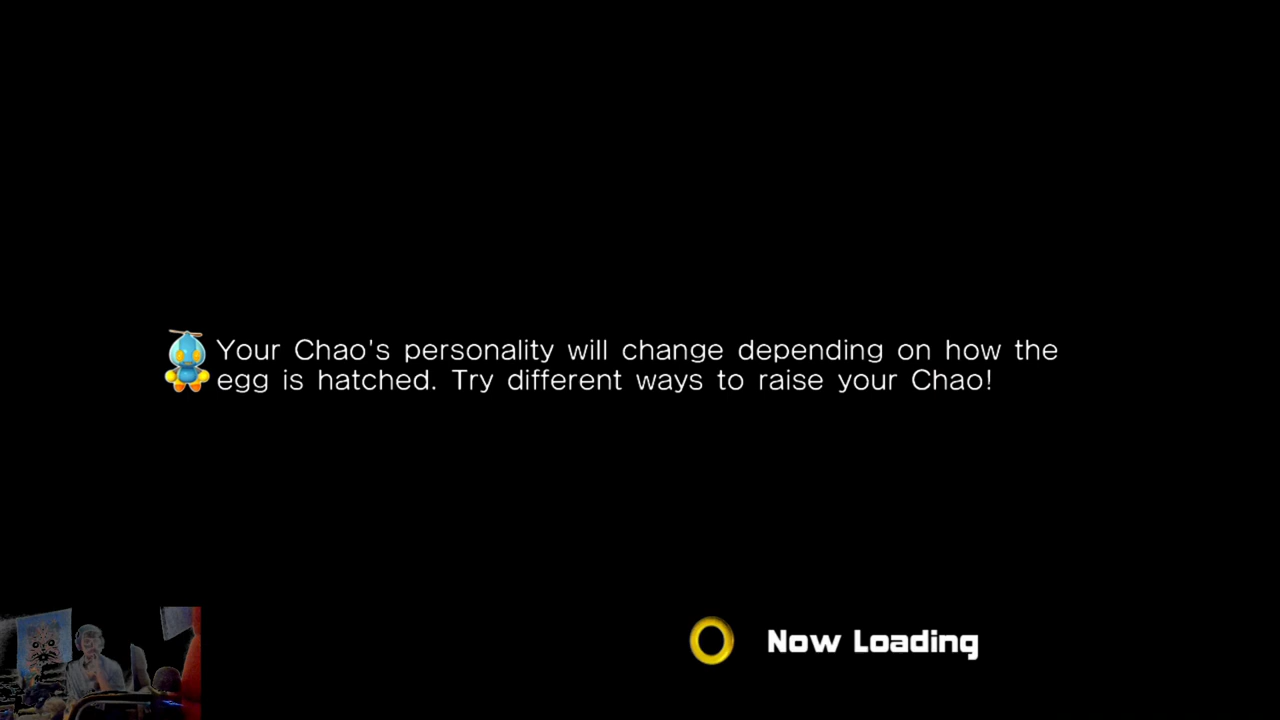 Your Chao's personality will change depending on how the
egg is hatched. Try different ways to raise your Chao!
Now Loading